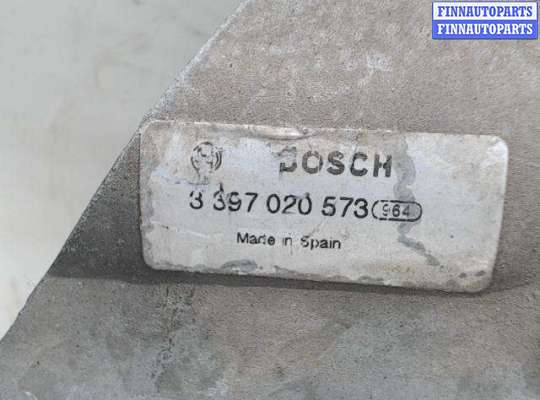 FINNAUTOPARTS
FINNAUTOPARTS
BOSCH
3 397 020 573 964
Made in Spain